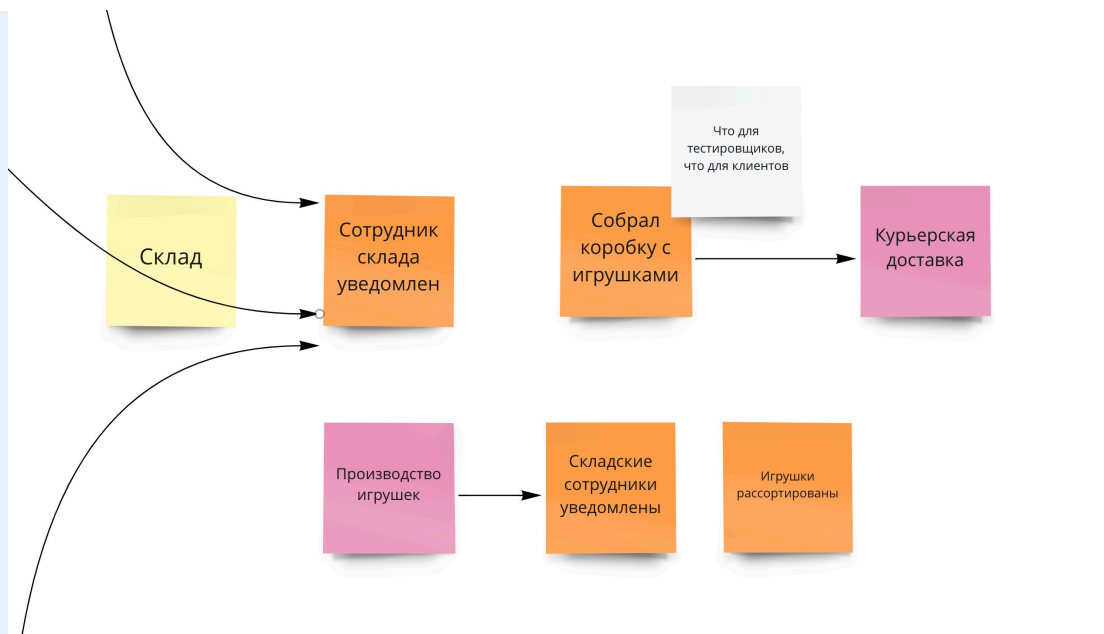 Что для
тестировщиков,
что для клиентов
Склад
Сотрудник
склада
уведомлен
Собрал
коробку с
игрушками
Курьерская
доставка
Производство
игрушек
Складские
сотрудники
уведомлены
Игрушки
рассортированы